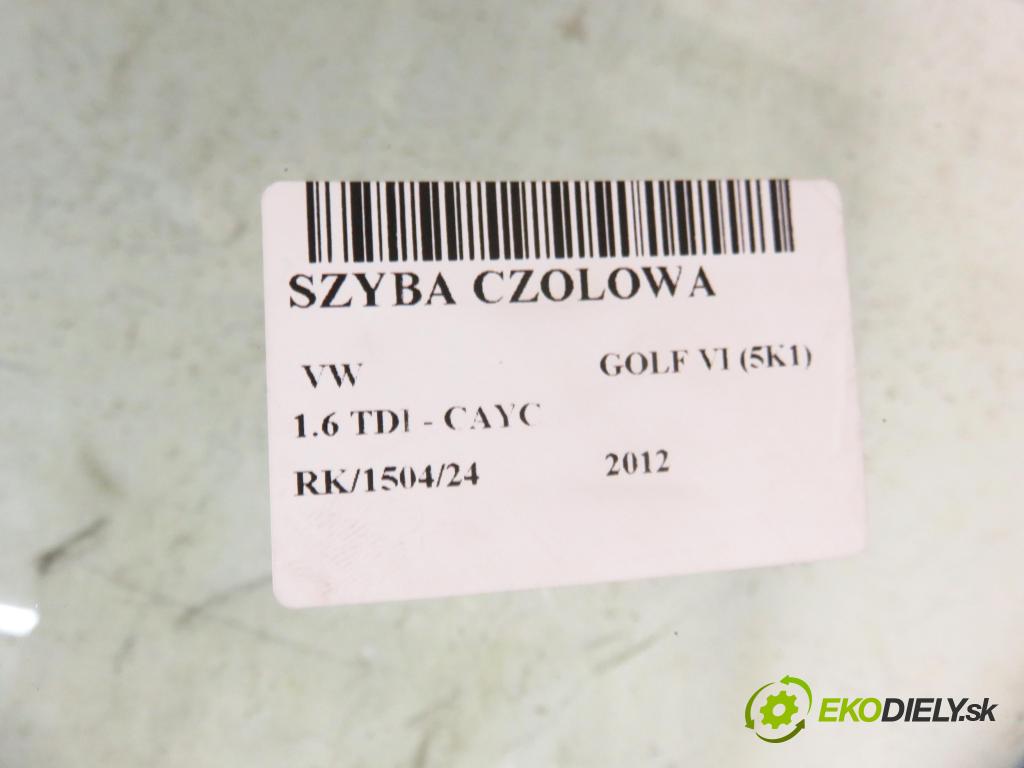 SZYBA CZOLOWA
VW GOLF VI (5K1)
1.6 TDI - CAYC
RK/1504/24 2012
EKODIELY.sk